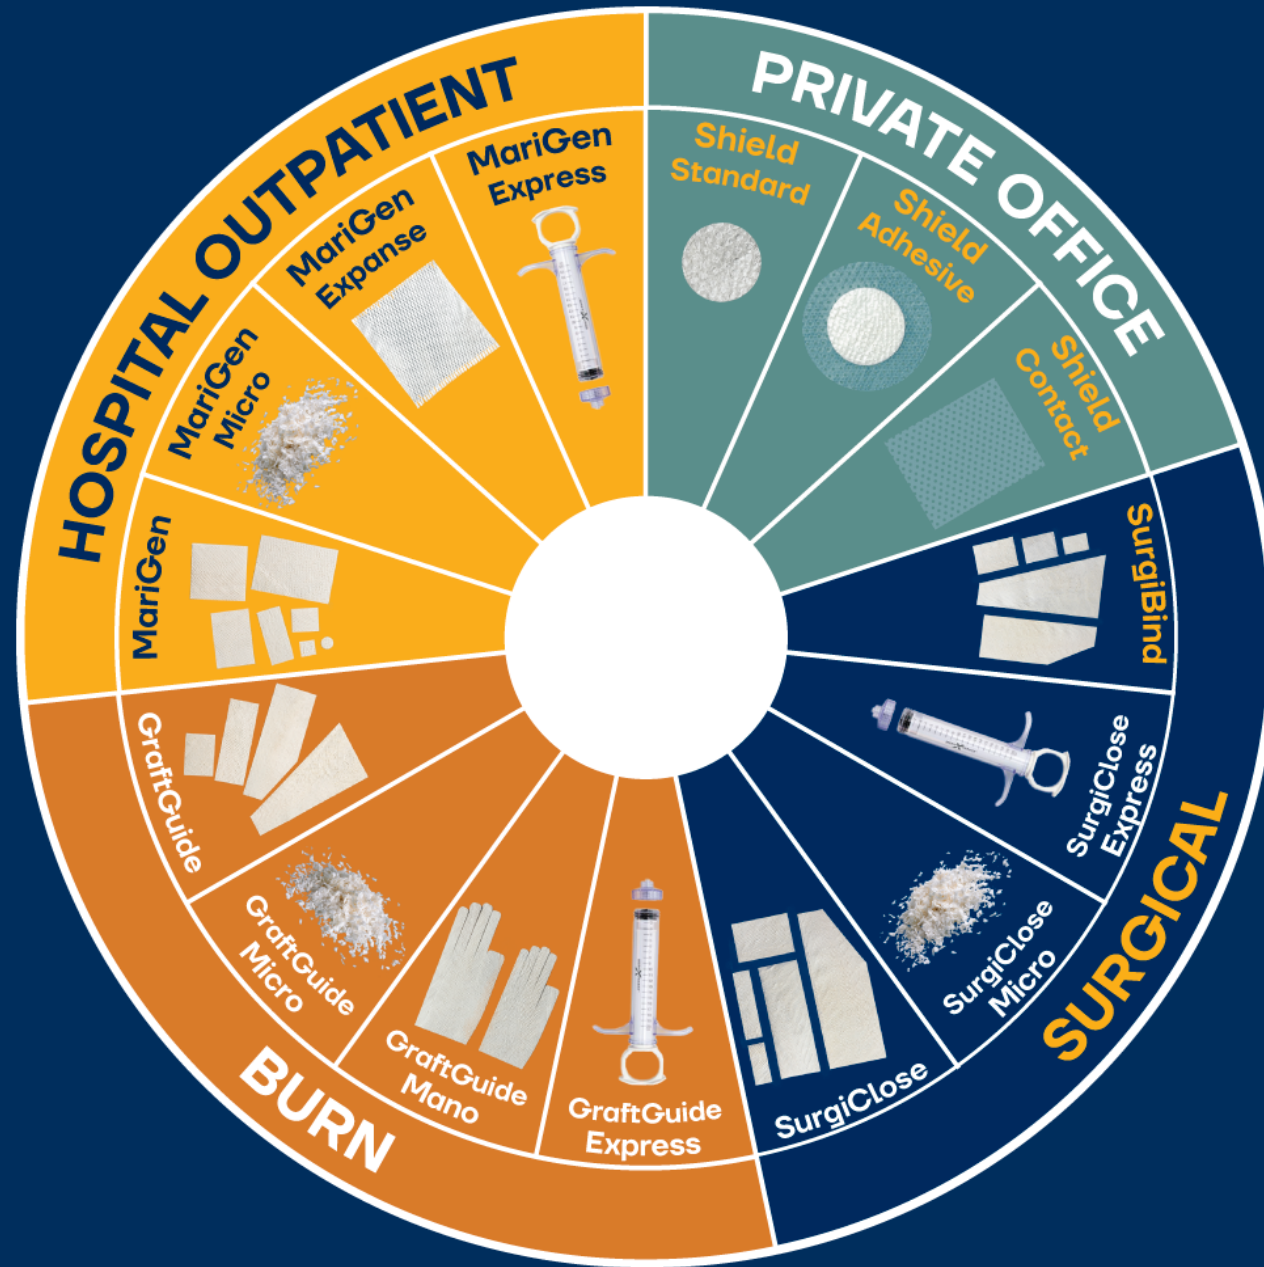 HOSPITAL OUTPATIENT
MariGen
MariGen
Micro
MariGen
Expanse
MariGen
Express
PRIVATE OFFICE
Shield
Standard
Shield
Adhesive
Shield
Contact
SURGICAL
SurgiBind
SurgiClose
Express
SurgiClose
Micro
SurgiClose
BURN
GraftGuide
Express
GraftGuide
Mano
GraftGuide
Micro
GraftGuide